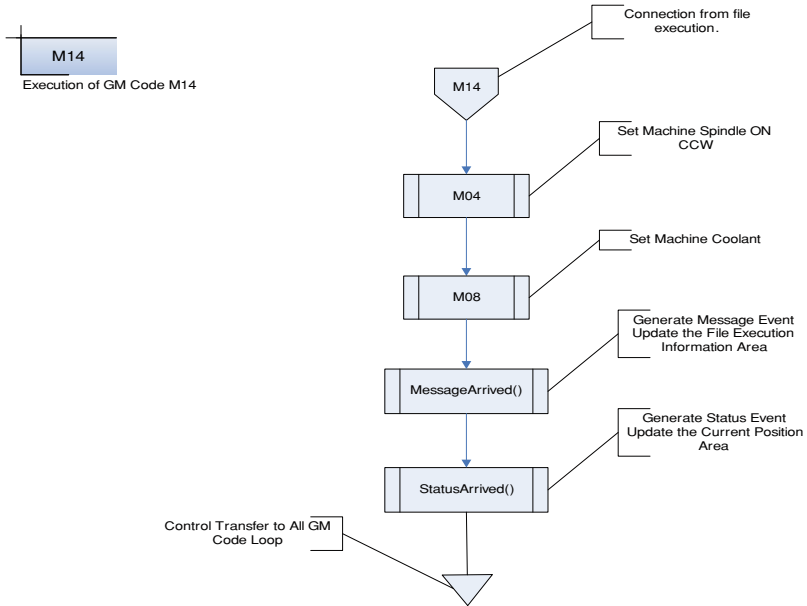 M14
Execution of GM Code M14
Connection from file
execution.
M14
Set Machine Spindle ON
CCW
M04
Set Machine Coolant
M08
Generate Message Event
Update the File Execution
Information Area
MessageArrived()
Generate Status Event
Update the Current Position
Area
StatusArrived()
Control Transfer to All GM
Code Loop